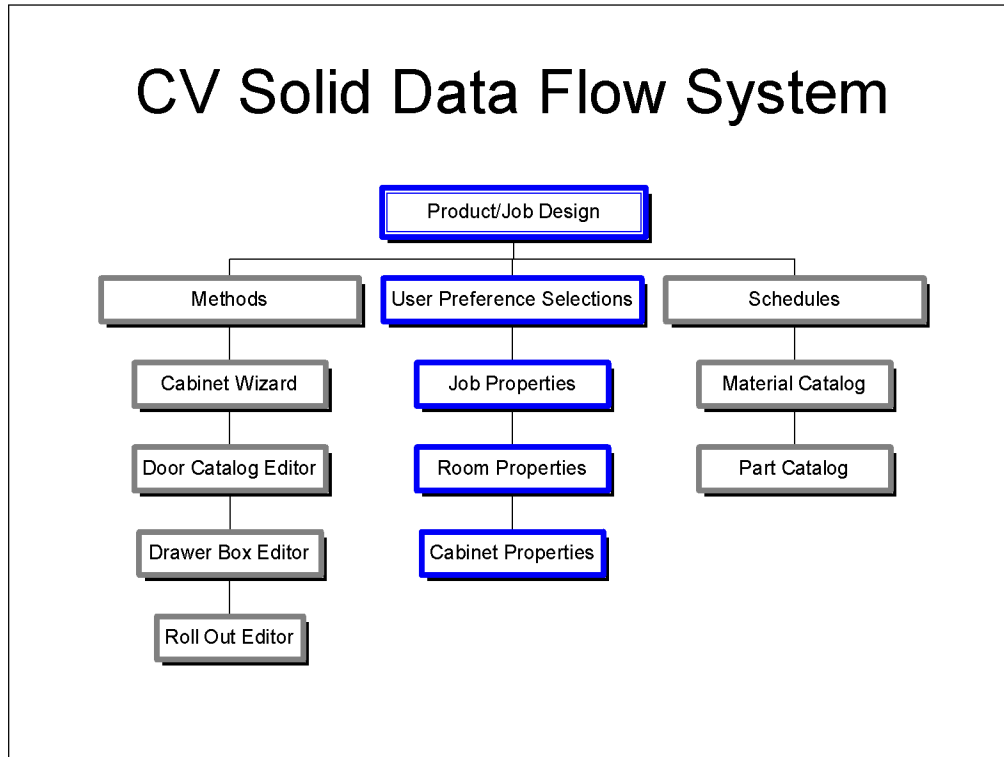 CV Solid Data Flow System
Product/Job Design
Methods
User Preference Selections
Schedules
Cabinet Wizard
Job Properties
Material Catalog
Door Catalog Editor
Room Properties
Part Catalog
Drawer Box Editor
Cabinet Properties
Roll Out Editor